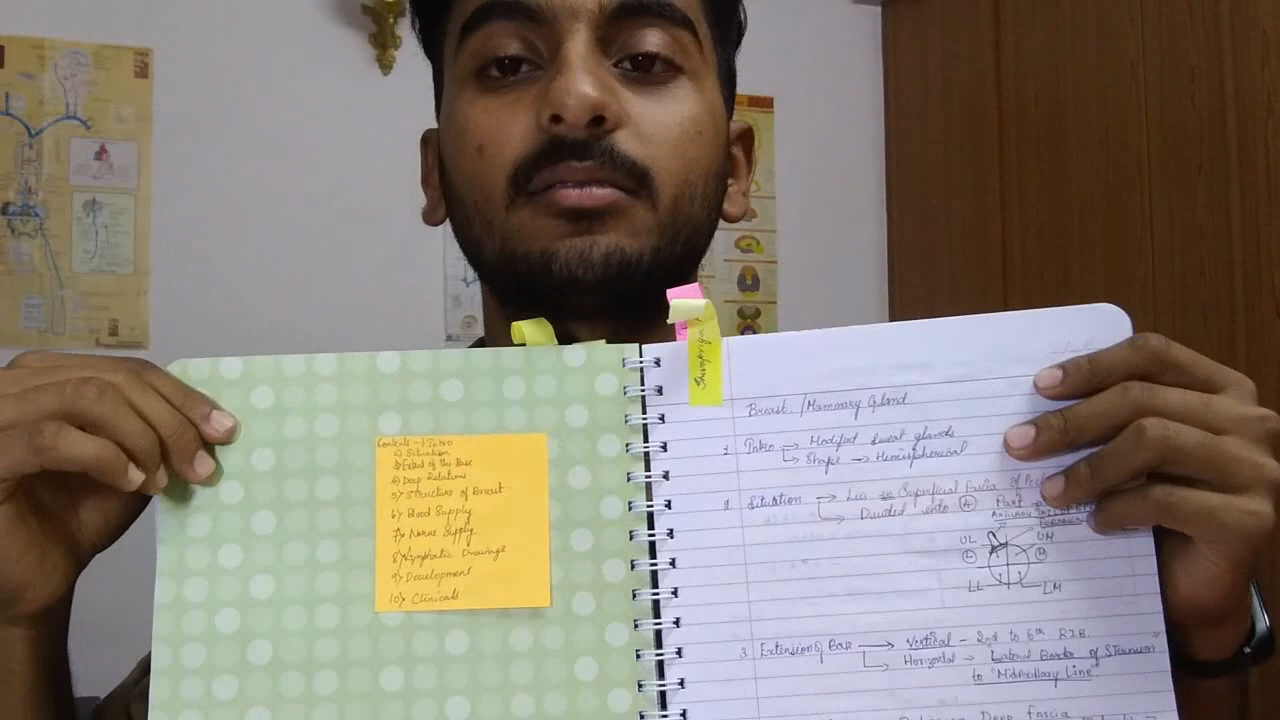 Contents - 1) Intro
2) Situation
3) Extent of the Base
4) Deep Relations
5) Structure of Breast
6) Blood Supply
7) Nerve Supply
8) Lymphatic Drainage
9) Development
10) Clinicals
Shivapriya
Breast / Mammary Gland
1 Intro → Modified sweat glands
→ Shape → Hemispherical
2 Situation → Lies in Superficial Fascia of
→ Divided into 4 Part
UL UM
L M
LL LM
3 Extension of Base → Vertical - 2nd to 6th RIB.
→ Horizontal → Lateral Border of Sternum
to "Midaxillary Line"
Deep fascia